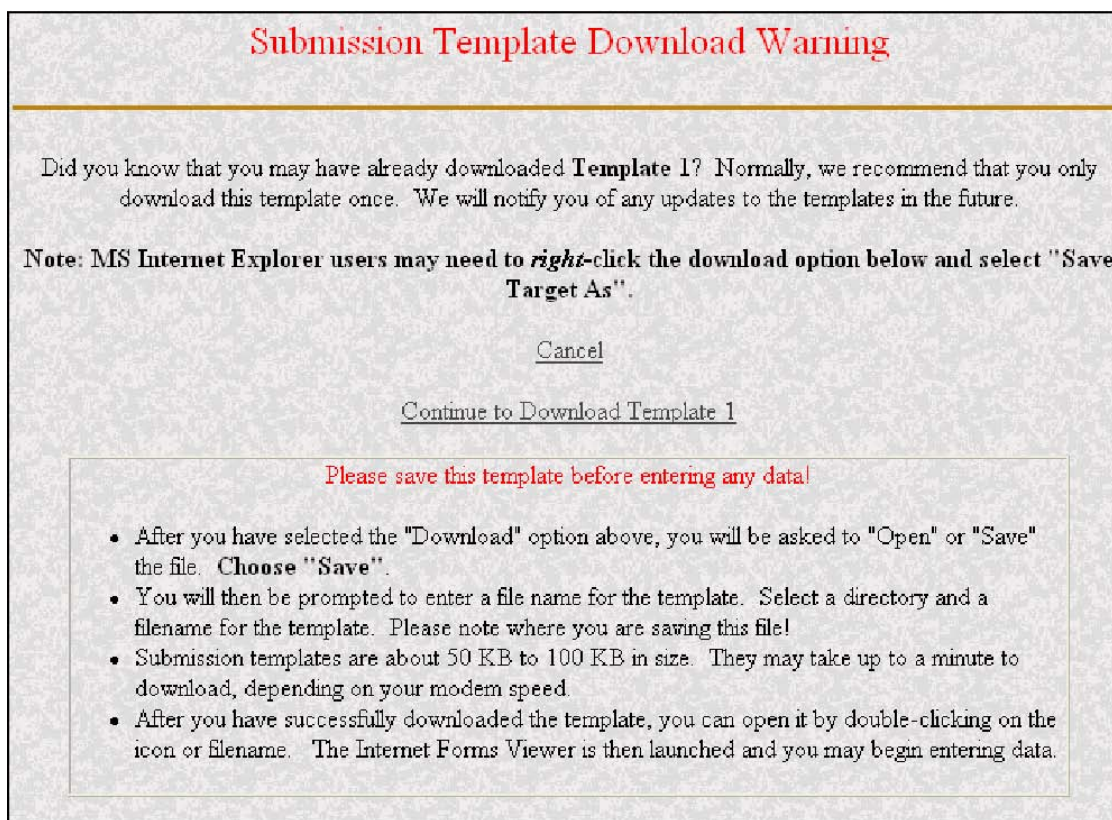 Submission Template Download Warning
Did you know that you may have already downloaded Template 1? Normally, we recommend that you only
download this template once. We will notify you of any updates to the templates in the future.
Note: MS Internet Explorer users may need to right-click the download option below and select "Save
Target As".
Cancel
Continue to Download Template 1
Please save this template before entering any data!
• After you have selected the "Download" option above, you will be asked to "Open" or "Save"
the file. Choose "Save".
• You will then be prompted to enter a file name for the template. Select a directory and a
filename for the template. Please note where you are saving this file!
• Submission templates are about 50 KB to 100 KB in size. They may take up to a minute to
download, depending on your modem speed.
• After you have successfully downloaded the template, you can open it by double-clicking on the
icon or filename. The Internet Forms Viewer is then launched and you may begin entering data.